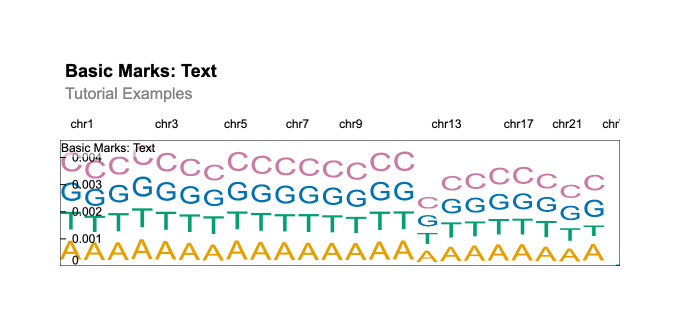 Basic Marks: Text
Tutorial Examples
chr1 chr3 chr5 chr7 chr9 chr13 chr17 chr21 chr
Basic Marks: Text
0.004
C C C C C C C C C C C C C C C C C C C C C C C
0.003
G G G G G G G G G G G G G G G G G G G G G G G
0.002
T T T T T T T T T T T T T T T T T T T T T T T
0.001
A A A A A A A A A A A A A A A A A A A A A A A
0